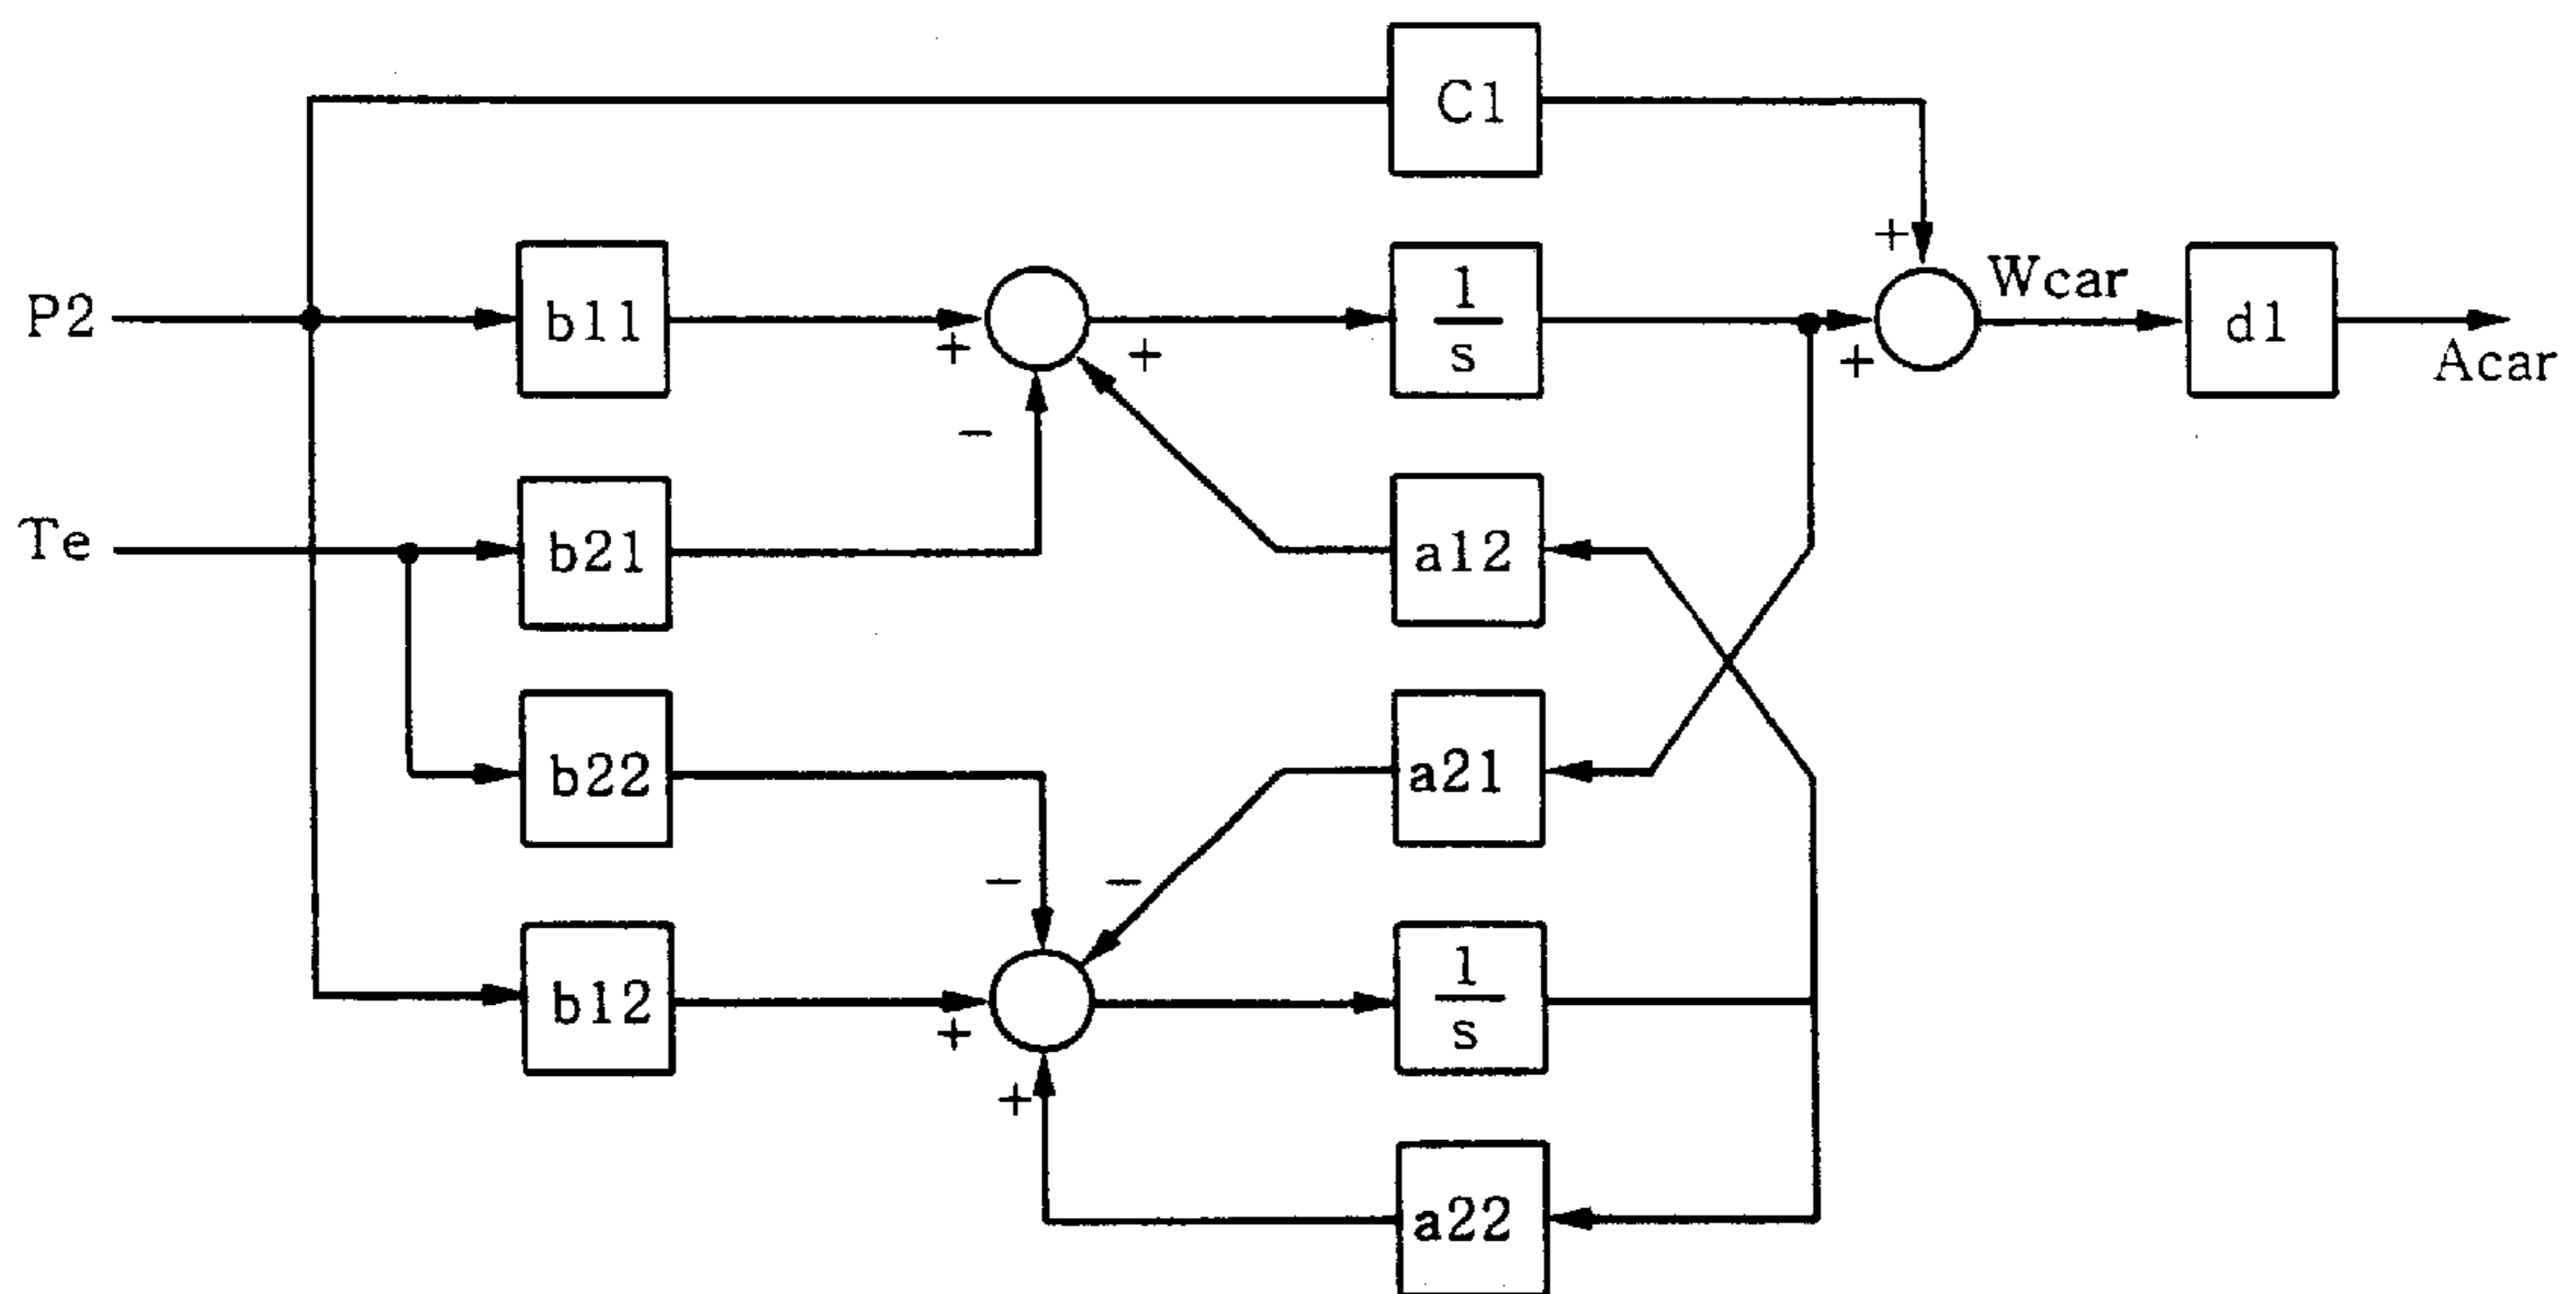 C1
P2
b11
+
-
+
1
s
+
+
Wcar
d1
Acar
Te
b21
a12
b22
a21
-
-
b12
+
+
1
s
a22